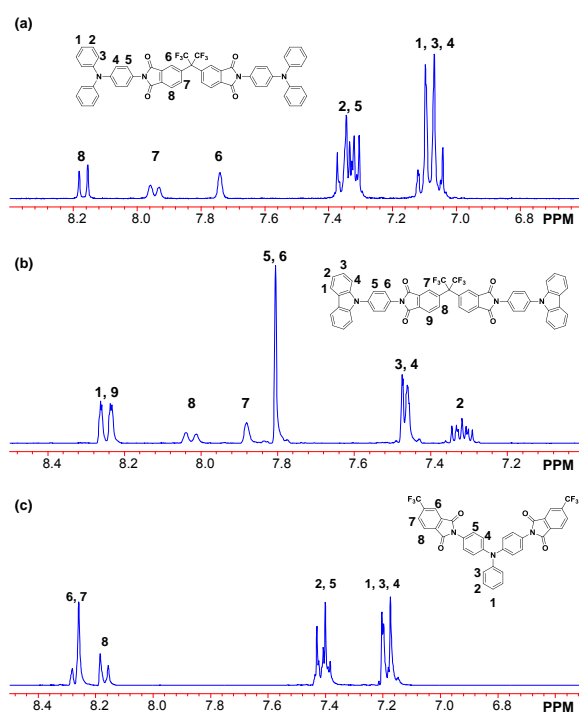 (a)
1 2
3
4 5
N
N
O
O
6
F₃C CF₃
7
8
O
O
N
N
8
7
6
2, 5
1, 3, 4
8.2 8.0 7.8 7.6 7.4 7.2 7.0 6.8
PPM
(b)
5, 6
2 3
4
1
N
5 6
N
O
O
7
F₃C CF₃
8
9
O
O
N
N
1, 9
8
7
3, 4
2
8.4 8.2 8.0 7.8 7.6 7.4 7.2
PPM
(c)
F₃C
6
7
8
O
O
N
5
4
N
3
2
1
N
O
O
CF₃
6, 7
8
2, 5
1, 3, 4
8.4 8.2 8.0 7.8 7.6 7.4 7.2 7.0 6.8 6.6
PPM